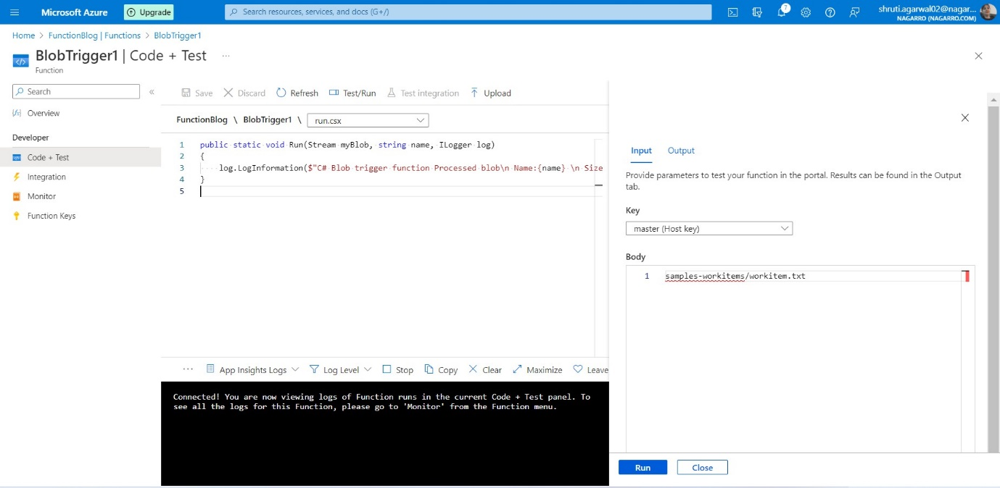 Microsoft Azure
Upgrade
Search resources, services, and docs (G+/)
7
shruti.agarwal02@nagar...
NAGARRO (NAGARRO.COM)
Home > FunctionBlog | Functions > BlobTrigger1
BlobTrigger1 | Code + Test ...
Function
Search
«
Overview
Developer
Code + Test
Integration
Monitor
Function Keys
Save Discard Refresh Test/Run Test integration Upload
FunctionBlog \ BlobTrigger1 \ run.csx
1 public static void Run(Stream myBlob, string name, ILogger log)
2 {
3 log.LogInformation($"C# Blob trigger function Processed blob\n Name:{name} \n Size
4 }
5
... App Insights Logs Log Level Stop Copy Clear Maximize Leave
Connected! You are now viewing logs of Function runs in the current Code + Test panel. To
see all the logs for this Function, please go to 'Monitor' from the Function menu.
Input Output
Provide parameters to test your function in the portal. Results can be found in the Output
tab.
Key
master (Host key)
Body
1 samples-workitems/workitem.txt
Run Close